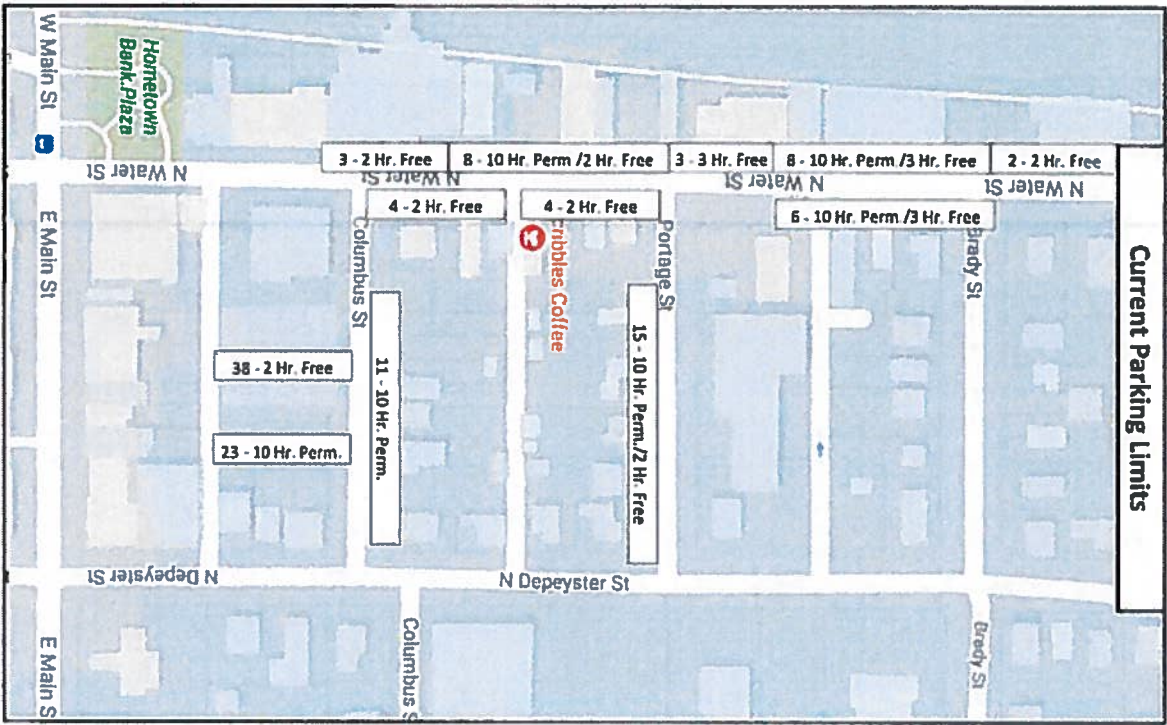 Current Parking Limits
W Main St
Hometown
Bank Plaza
N Water St
3 - 2 Hr. Free
8 - 10 Hr. Perm /2 Hr. Free
3 - 3 Hr. Free
8 - 10 Hr. Perm /3 Hr. Free
2 - 2 Hr. Free
N Water St
N Water St
N Water St
4 - 2 Hr. Free
4 - 2 Hr. Free
6 - 10 Hr. Perm /3 Hr. Free
E Main St
Columbus St
Tribbles Coffee
Portage St
Brady St
38 - 2 Hr. Free
11 - 10 Hr. Perm.
15 - 10 Hr. Perm./2 Hr. Free
23 - 10 Hr. Perm.
N Depeyster St
N Depeyster St
E Main S
Columbus S
Brady St